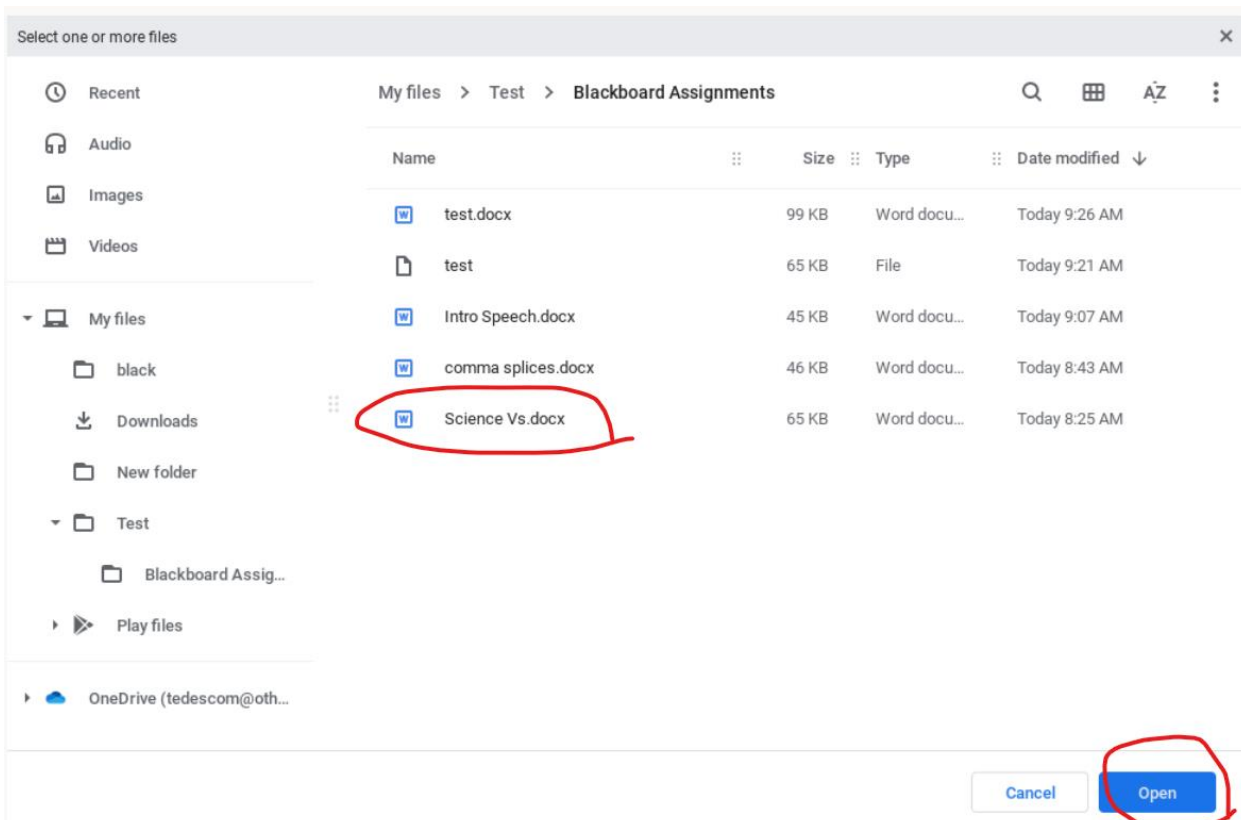 Select one or more files
Recent
Audio
Images
Videos
My files
black
Downloads
New folder
Test
Blackboard Assig...
Play files
OneDrive (tedescom@oth...
My files > Test > Blackboard Assignments
AZ
Name Size Type Date modified
test.docx 99 KB Word docu... Today 9:26 AM
test 65 KB File Today 9:21 AM
Intro Speech.docx 45 KB Word docu... Today 9:07 AM
comma splices.docx 46 KB Word docu... Today 8:43 AM
Science Vs.docx 65 KB Word docu... Today 8:25 AM
Cancel Open